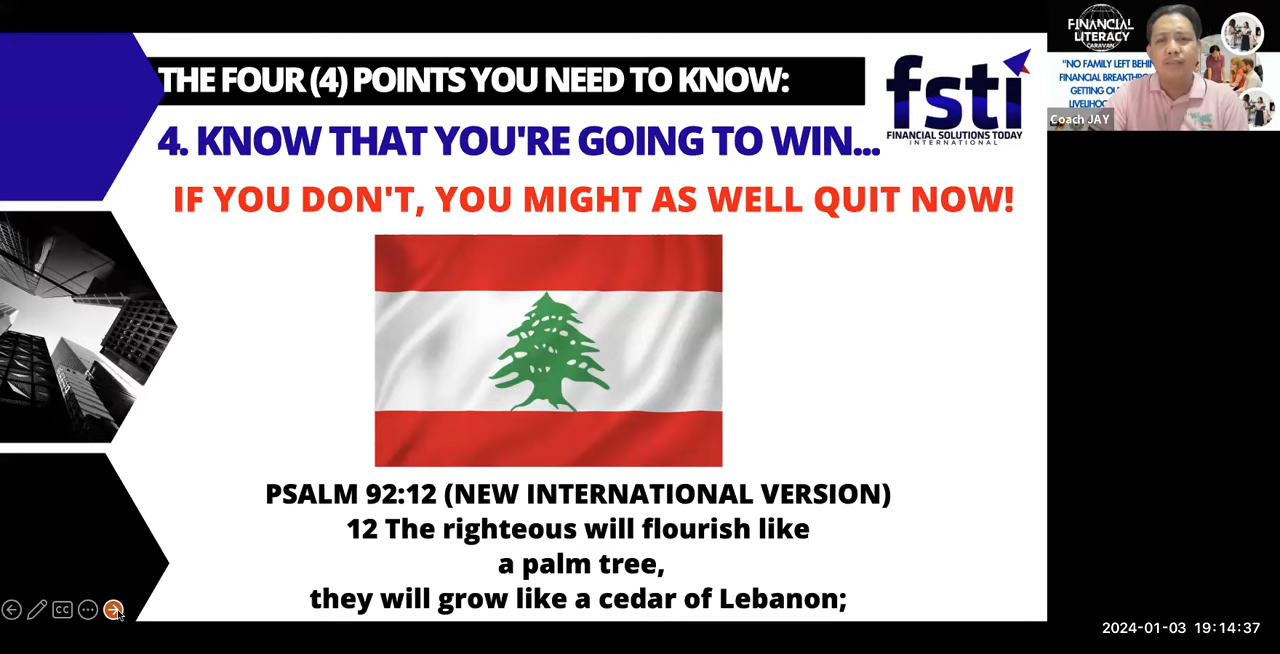 THE FOUR (4) POINTS YOU NEED TO KNOW:
fsti
FINANCIAL SOLUTIONS TODAY
INTERNATIONAL
4. KNOW THAT YOU'RE GOING TO WIN...
IF YOU DON'T, YOU MIGHT AS WELL QUIT NOW!
PSALM 92:12 (NEW INTERNATIONAL VERSION)
12 The righteous will flourish like
a palm tree,
they will grow like a cedar of Lebanon;
CC
FINANCIAL
LITERACY
CARAVAN
"NO FAMILY LEFT
FINANCIAL
GETTING
Coach JAY
2024-01-03 19:14:37